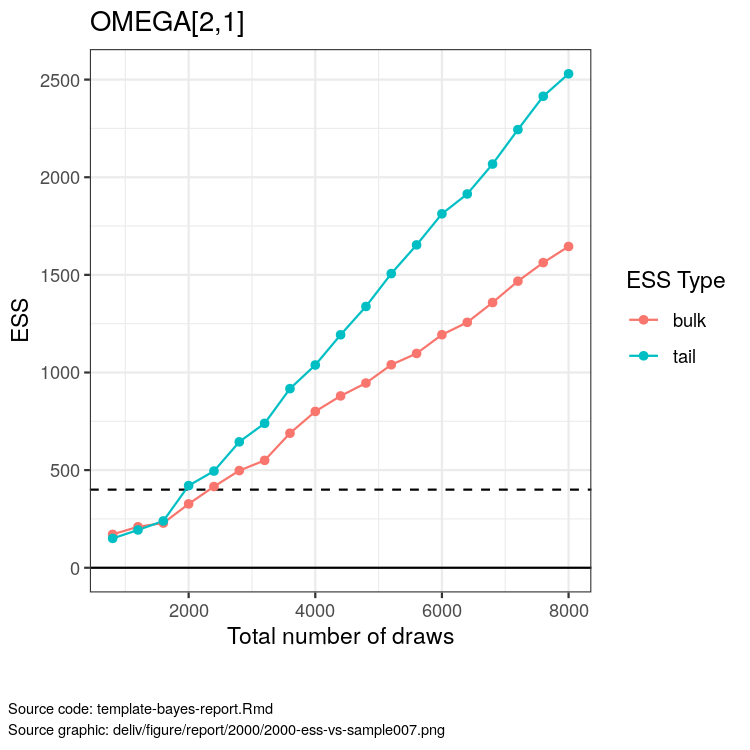 OMEGA[2,1]
2500
2000
1500
1000
500
0
ESS
2000 4000 6000 8000
Total number of draws
ESS Type
bulk
tail
Source code: template-bayes-report.Rmd
Source graphic: deliv/figure/report/2000/2000-ess-vs-sample007.png